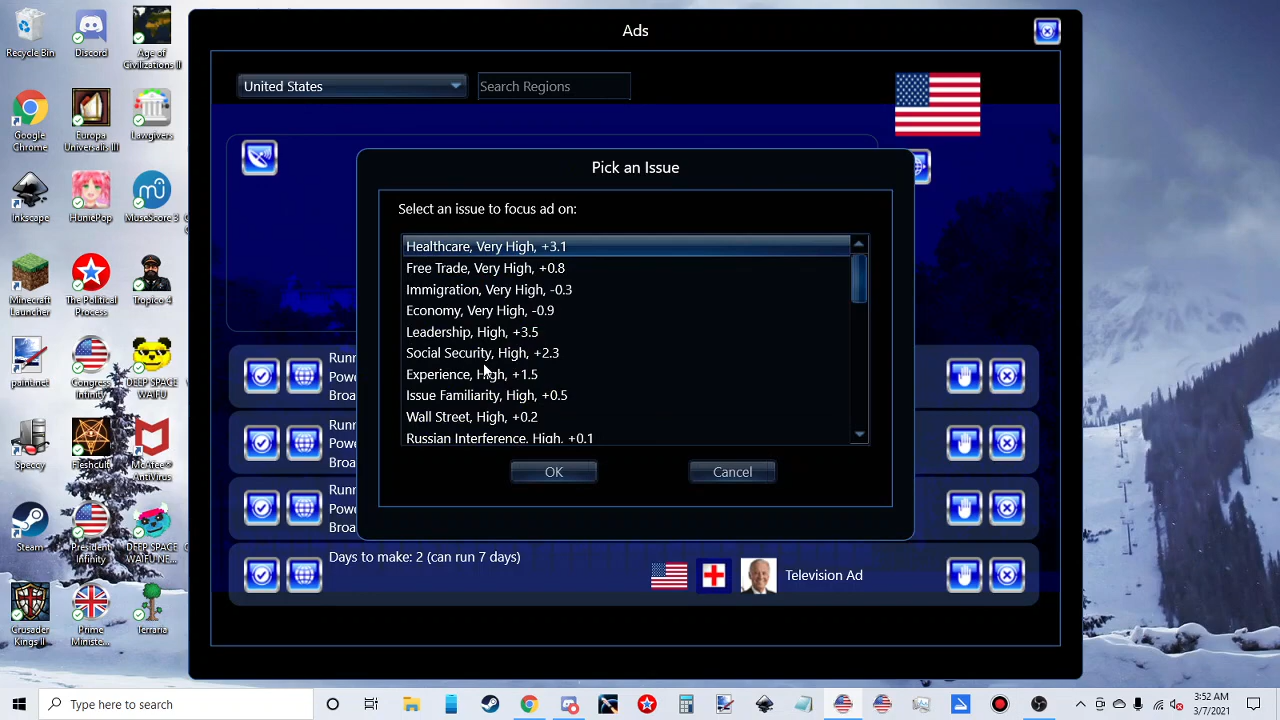 Ads
United States
Search Regions
Pick an Issue
Select an issue to focus ad on:
Healthcare, Very High, +3.1
Free Trade, Very High, +0.8
Immigration, Very High, -0.3
Economy, Very High, -0.9
Leadership, High, +3.5
Social Security, High, +2.3
Experience, High, +1.5
Issue Familiarity, High, +0.5
Wall Street, High, +0.2
Russian Interference, High, +0.1
OK
Cancel
Runn
Powe
Broa
Runn
Powe
Broa
Runn
Powe
Broa
Days to make: 2 (can run 7 days)
Television Ad
Recycle Bin
Discord
Age of
Civilizations II
Google
Chrome
Europa
Universalis III
Lawgivers
Inkscape
HuniePop
MuseScore 3
Minecraft
Launcher
The Political
Process
Tropico 4
paint.net
Congress
Infinity
DEEP SPACE
WAIFU
Speccy
Fleshcult
McAfee®
AntiVirus
Steam
President
Infinity
DEEP SPACE
WAIFU NE...
Crusader
Kings II
Prime
Ministe...
Terraria
Type here to search
3:52 AM
3/7/2021